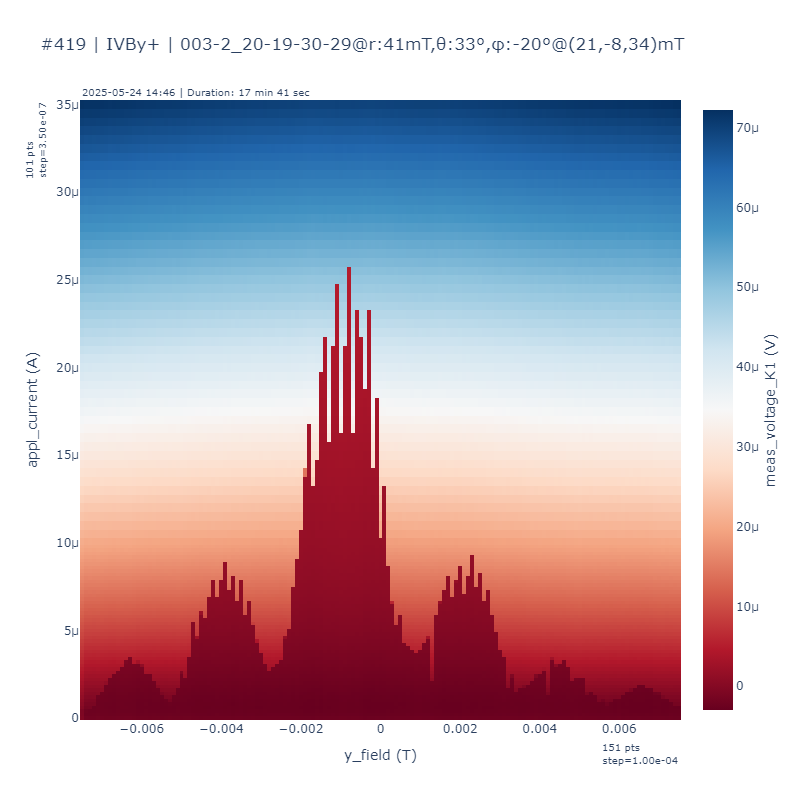 #419 | IVBy+ | 003-2_20-19-30-29@r:41mT,θ:33º,φ:-20º@(21,-8,34)mT
2025-05-24 14:46 | Duration: 17 min 41 sec
101 pts
step=3.50e-07
35μ
30μ
25μ
20μ
15μ
10μ
5μ
0
appl_current (A)
−0.006
−0.004
−0.002
0
0.002
0.004
0.006
y_field (T)
151 pts
step=1.00e-04
70μ
60μ
50μ
40μ
30μ
20μ
10μ
0
meas_voltage_K1 (V)